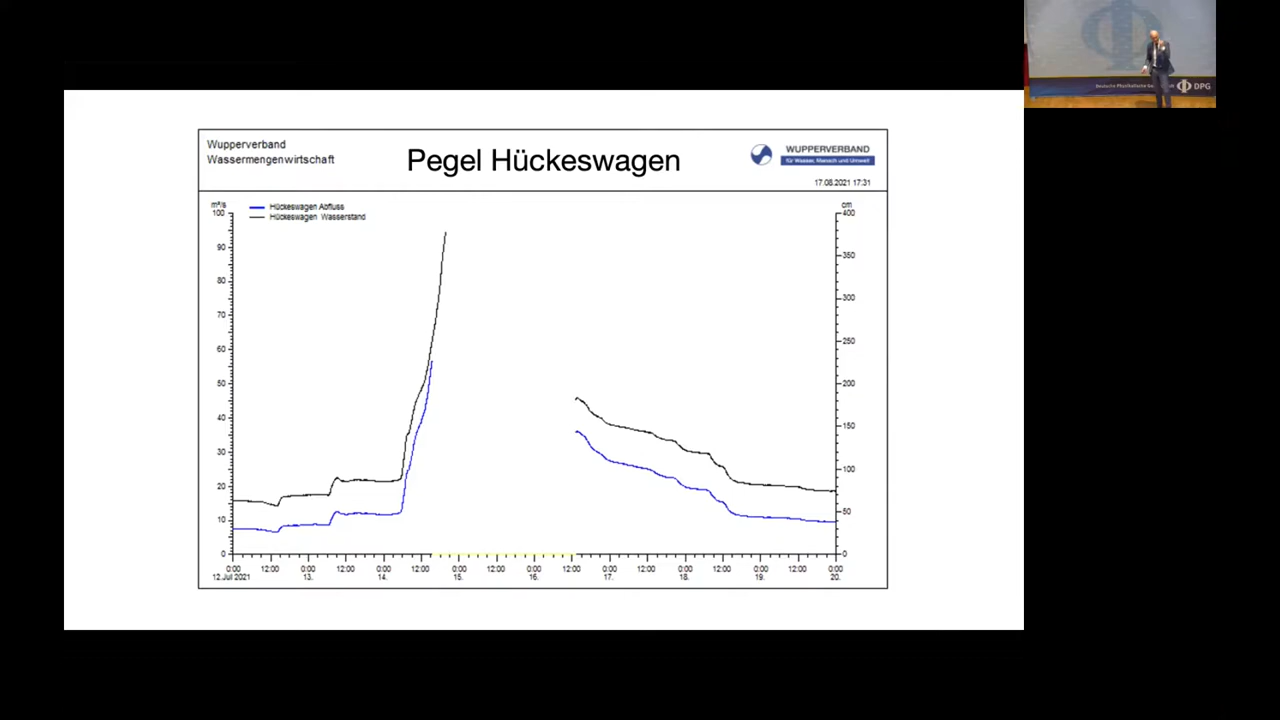 Wupperverband
Wassermengenwirtschaft
Pegel Hückeswagen
WUPPERVERBAND
für Wasser, Mensch und Umwelt
17.08.2021 17:31
m³/s
Hückeswagen Abfluss
Hückeswagen Wasserstand
cm
100
90
80
70
60
50
40
30
20
10
0
400
350
300
250
200
150
100
50
0
0:00 12:00 0:00 12:00 0:00 12:00 0:00 12:00 0:00 12:00 0:00 12:00 0:00 12:00 0:00 12:00 0:00
12.Jul 2021 13. 14. 15. 16. 17. 18. 19. 20.
Deutsche Physikalische
DPG